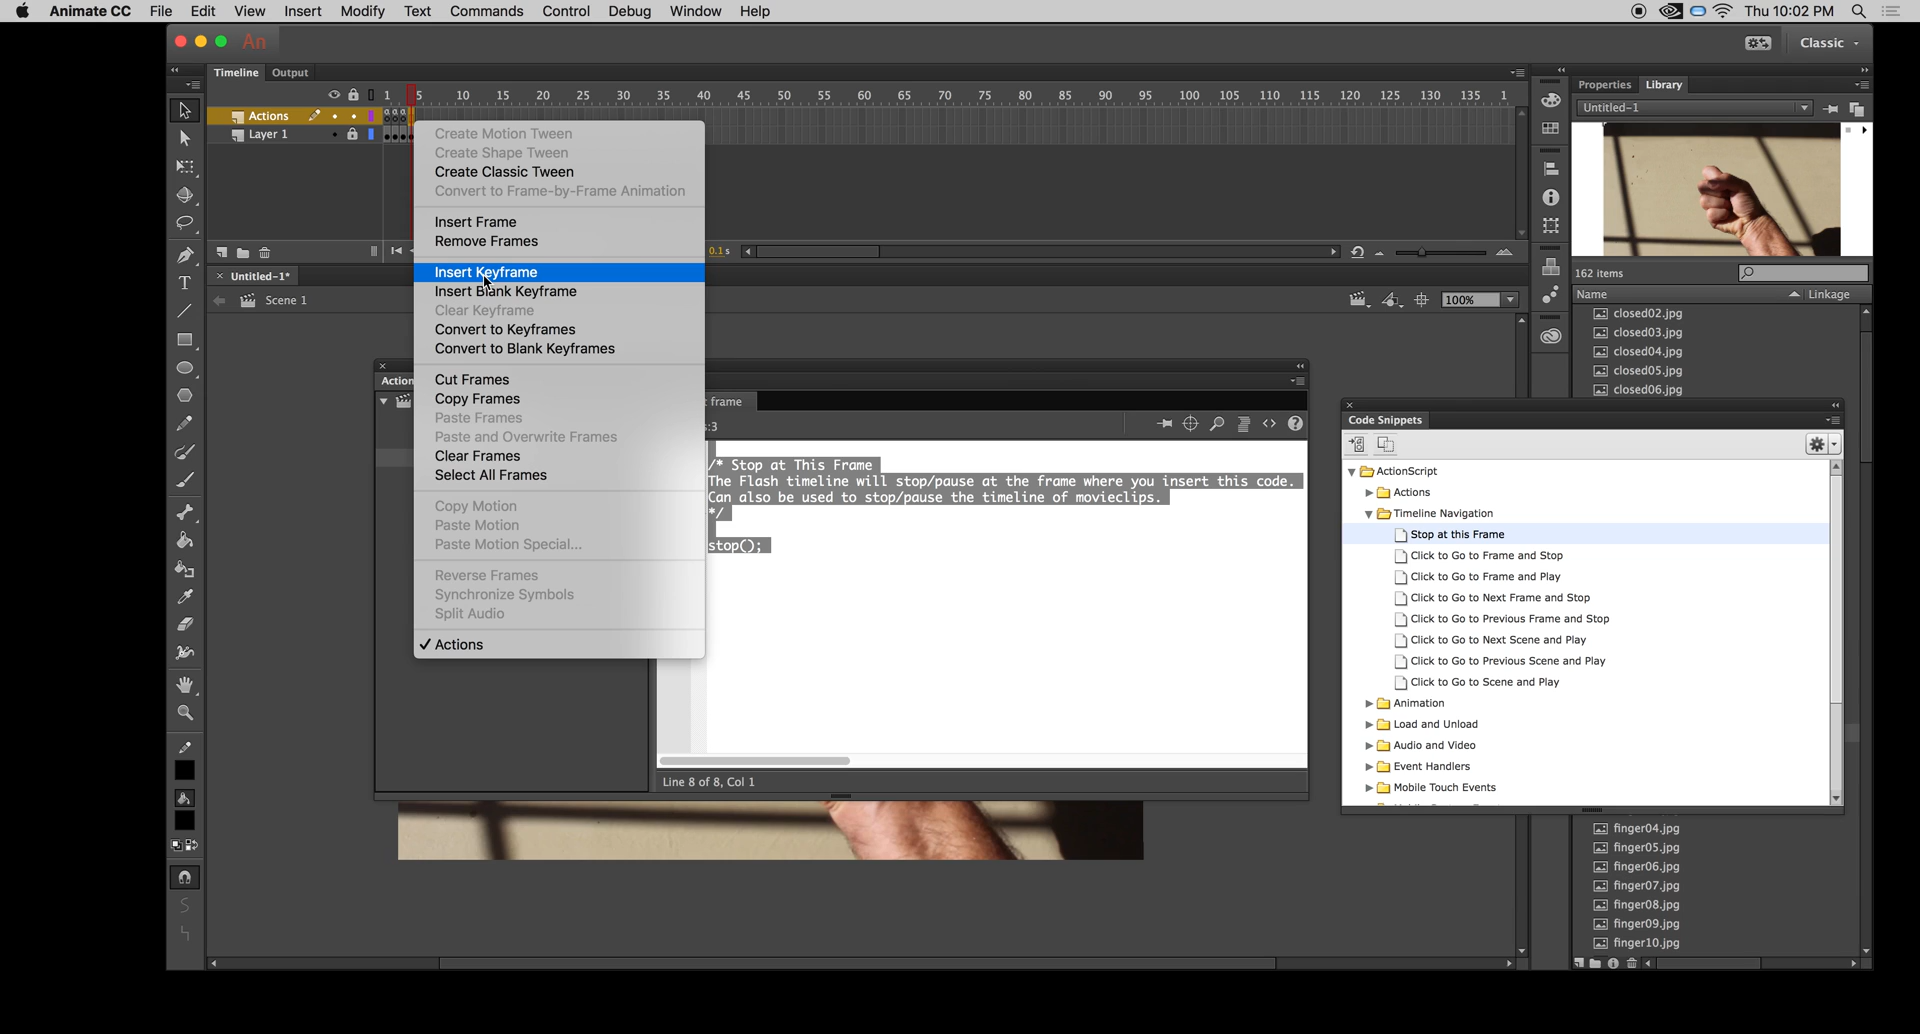 Animate CC File Edit View Insert Modify Text Commands Control Debug Window Help Thu 10:02 PM
An Classic
Timeline Output
1 5 10 15 20 25 30 35 40 45 50 55 60 65 70 75 80 85 90 95 100 105 110 115 120 125 130 135 1
Actions
Layer 1
0.1 s
Untitled-1*
Scene 1
100%
Create Motion Tween
Create Shape Tween
Create Classic Tween
Convert to Frame-by-Frame Animation
Insert Frame
Remove Frames
Insert Keyframe
Insert Blank Keyframe
Clear Keyframe
Convert to Keyframes
Convert to Blank Keyframes
Cut Frames
Copy Frames
Paste Frames
Paste and Overwrite Frames
Clear Frames
Select All Frames
Copy Motion
Paste Motion
Paste Motion Special...
Reverse Frames
Synchronize Symbols
Split Audio
✓ Actions
Action
t frame
s:3
/* Stop at This Frame
The Flash timeline will stop/pause at the frame where you insert this code.
Can also be used to stop/pause the timeline of movieclips.
*/
stop();
Line 8 of 8, Col 1
Properties Library
Untitled-1
162 items
Name Linkage
closed02.jpg
closed03.jpg
closed04.jpg
closed05.jpg
closed06.jpg
Code Snippets
ActionScript
Actions
Timeline Navigation
Stop at this Frame
Click to Go to Frame and Stop
Click to Go to Frame and Play
Click to Go to Next Frame and Stop
Click to Go to Previous Frame and Stop
Click to Go to Next Scene and Play
Click to Go to Previous Scene and Play
Click to Go to Scene and Play
Animation
Load and Unload
Audio and Video
Event Handlers
Mobile Touch Events
finger04.jpg
finger05.jpg
finger06.jpg
finger07.jpg
finger08.jpg
finger09.jpg
finger10.jpg